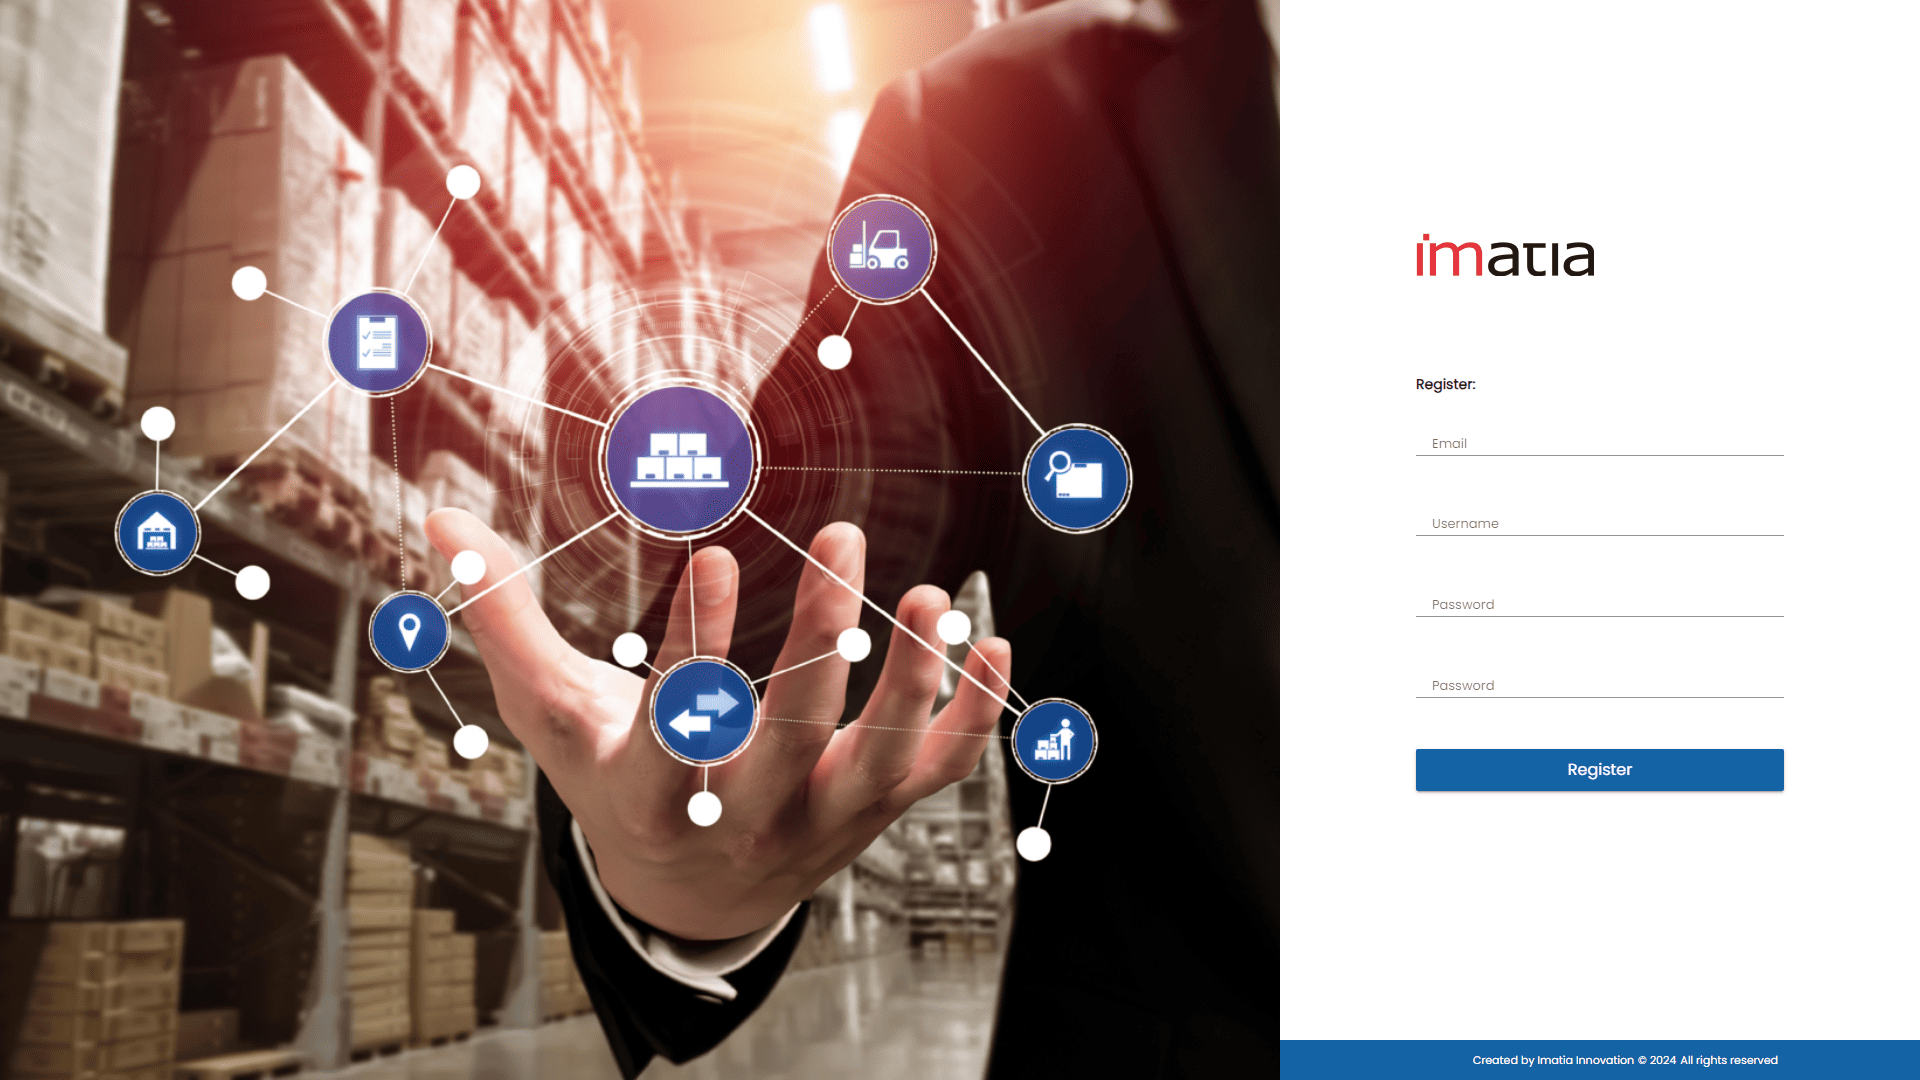 imatia
Register:
Email
Username
Password
Password
Register
Created by Imatia Innovation © 2024 All rights reserved